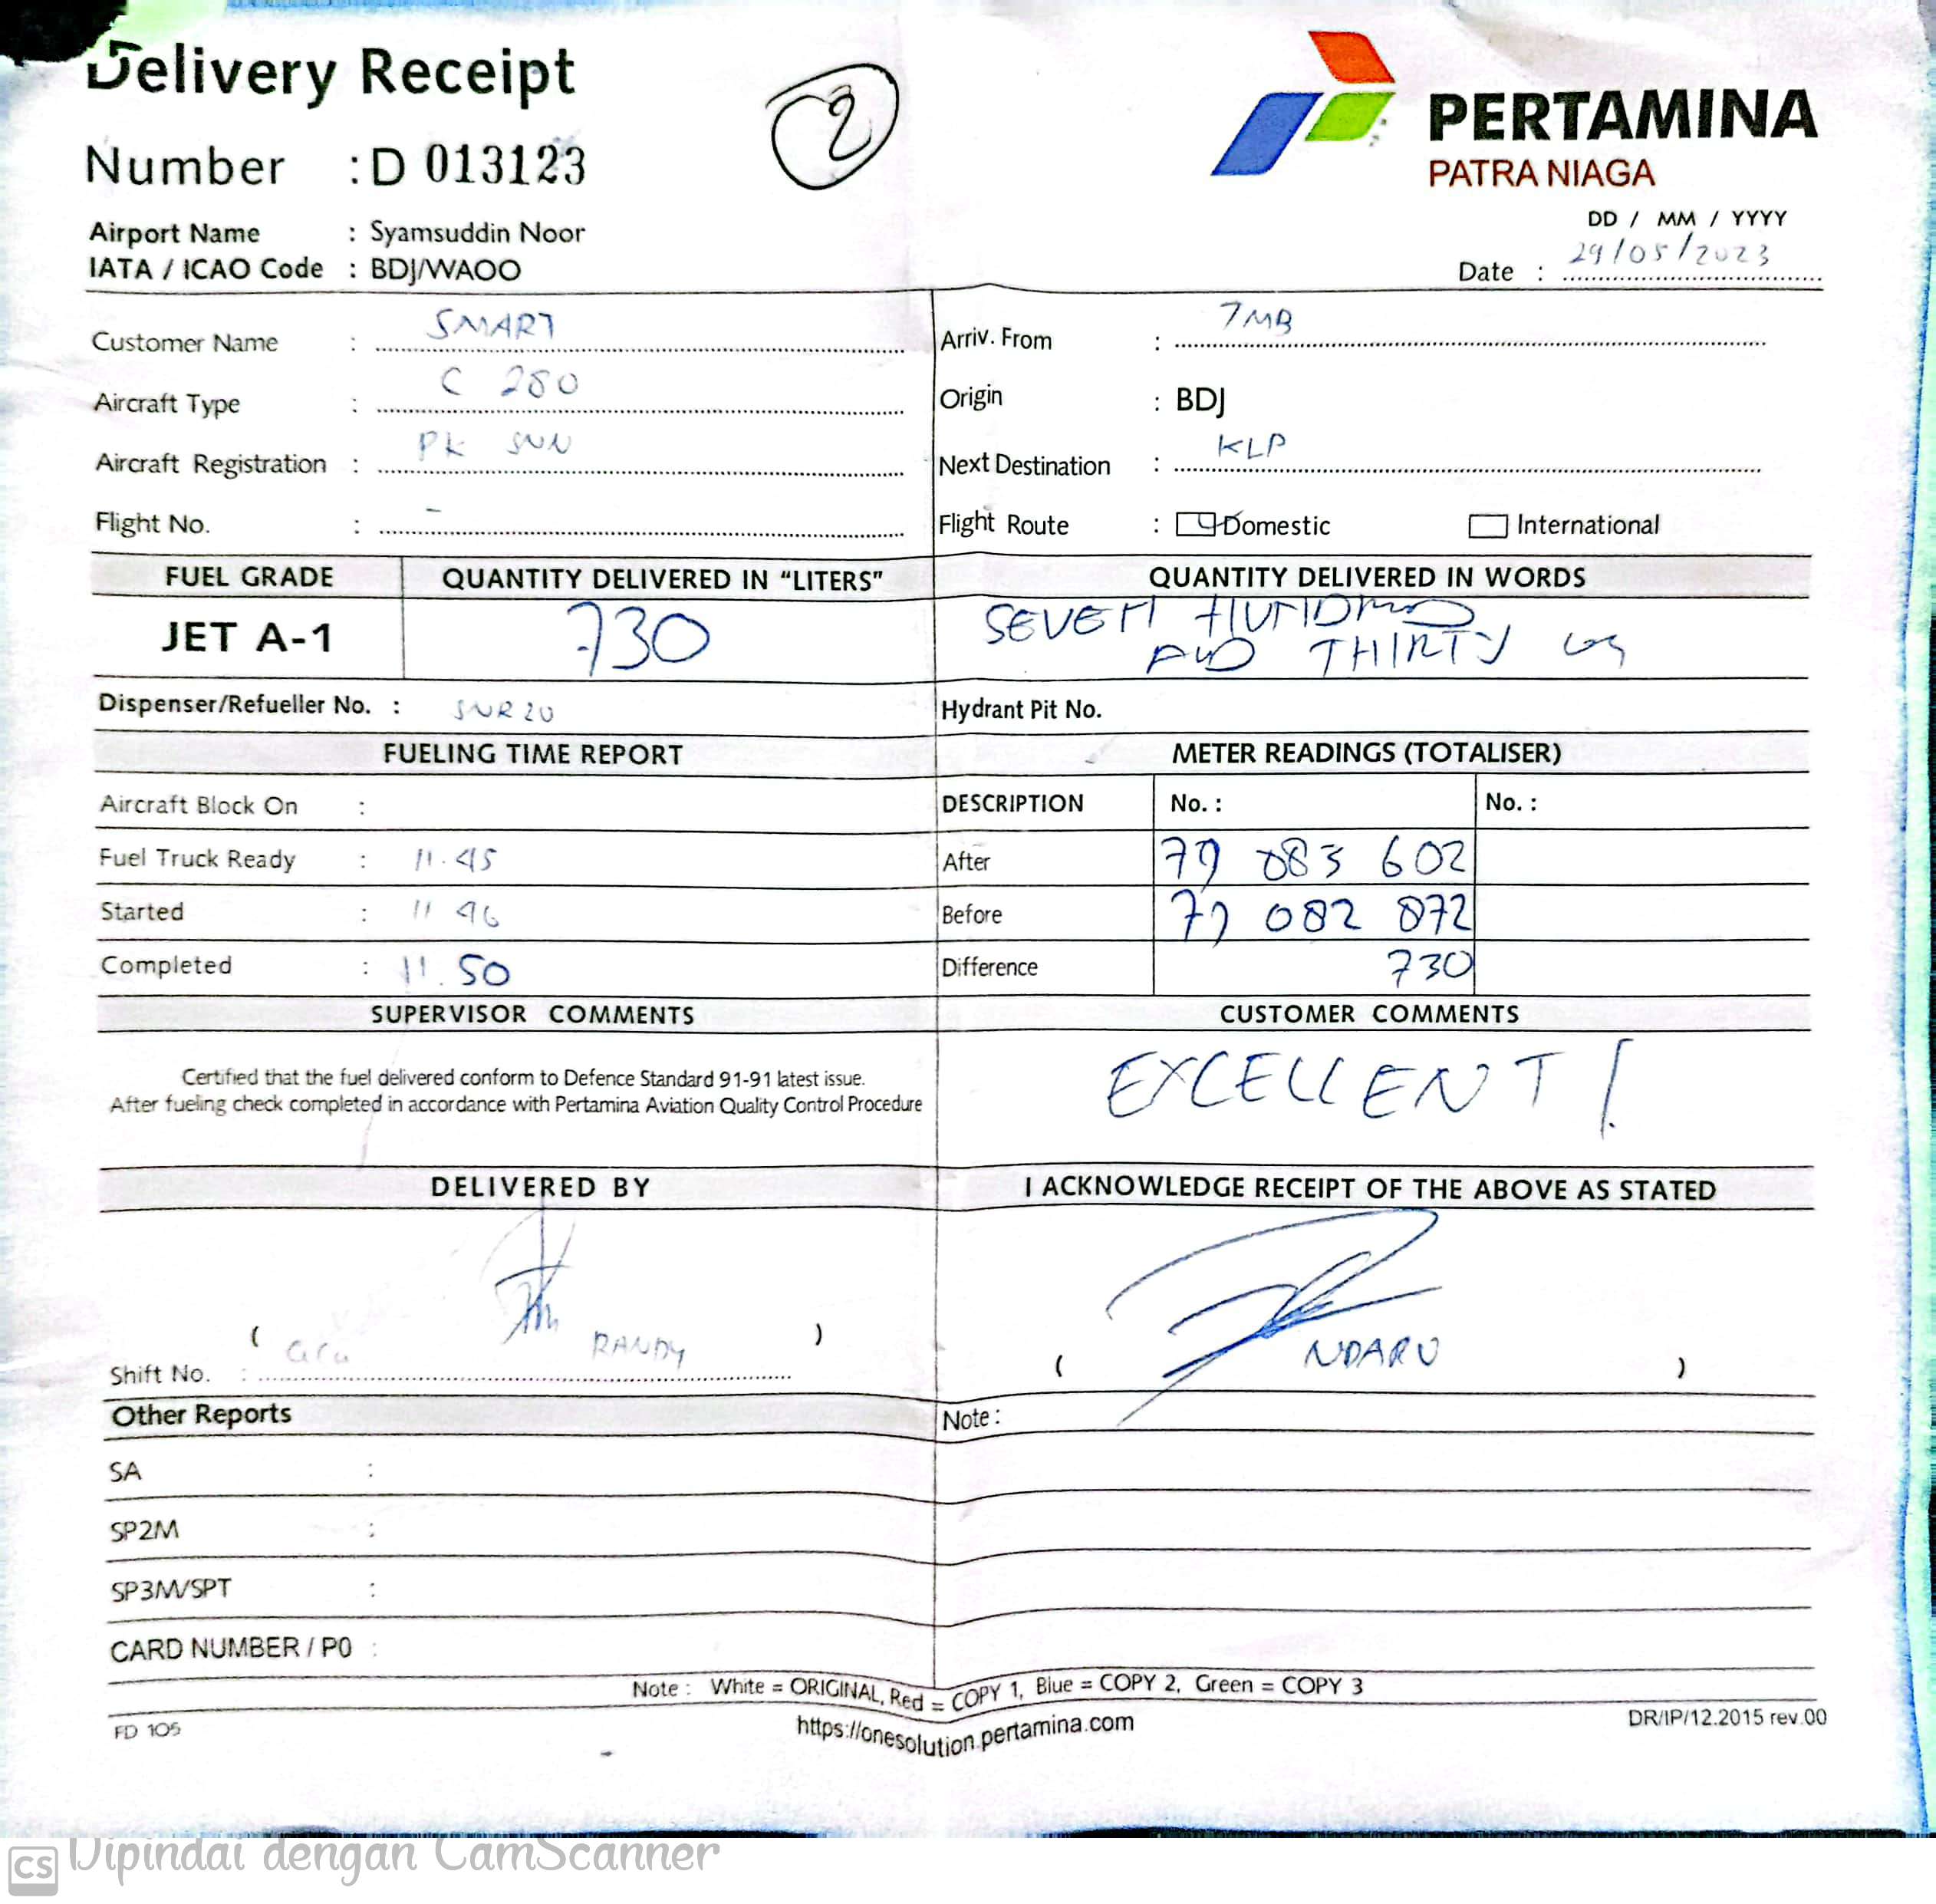 Delivery Receipt
2
PERTAMINA
PATRA NIAGA
Number : D 013123
Airport Name : Syamsuddin Noor
IATA / ICAO Code : BDJ/WAOO
DD / MM / YYYY
Date : 29/05/2023
Customer Name : SMART
Arriv. From : 7MB
Aircraft Type : C 280
Origin : BDJ
Aircraft Registration : PK SNN
Next Destination : KLP
Flight No. : -
Flight Route : Domestic International
FUEL GRADE QUANTITY DELIVERED IN "LITERS" QUANTITY DELIVERED IN WORDS
JET A-1 730 SEVEN HUNDRED
AND THIRTY
Dispenser/Refueller No. : SNR 20
Hydrant Pit No.
FUELING TIME REPORT METER READINGS (TOTALISER)
Aircraft Block On : DESCRIPTION No. : No. :
Fuel Truck Ready : 11.45 After 79 083 602
Started : 11 46 Before 79 082 872
Completed : 11.50 Difference 730
SUPERVISOR COMMENTS CUSTOMER COMMENTS
Certified that the fuel delivered conform to Defence Standard 91-91 latest issue.
After fueling check completed in accordance with Pertamina Aviation Quality Control Procedure
EXCELLENT !
DELIVERED BY I ACKNOWLEDGE RECEIPT OF THE ABOVE AS STATED
( RANDY )
Shift No. :
( NDARU )
Other Reports Note :
SA :
SP2M :
SP3M/SPT :
CARD NUMBER / PO :
Note : White = ORIGINAL, Red = COPY 1, Blue = COPY 2, Green = COPY 3
FD 105 https://onesolution.pertamina.com DR/IP/12.2015 rev.00
CS Dipindai dengan CamScanner